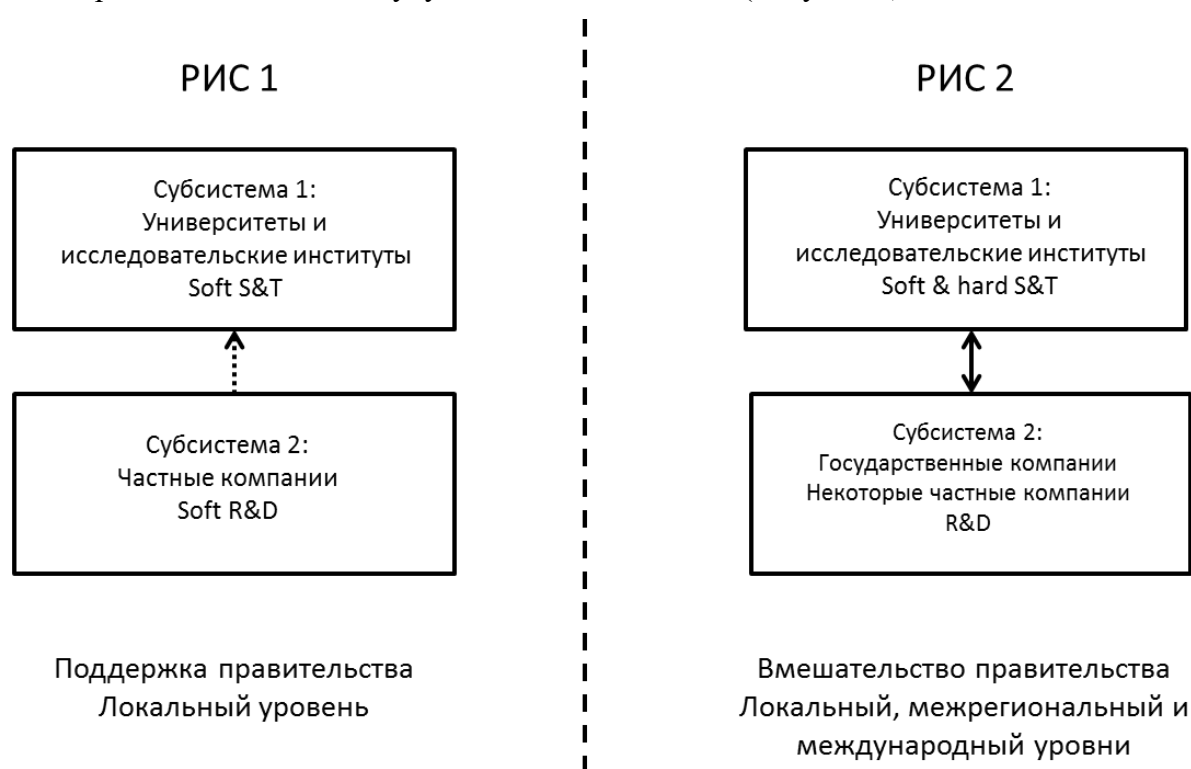 РИС 1
Субсистема 1:
Университеты и
исследовательские институты
Soft S&T
Субсистема 2:
Частные компании
Soft R&D
Поддержка правительства
Локальный уровень
РИС 2
Субсистема 1:
Университеты и
исследовательские институты
Soft & hard S&T
Субсистема 2:
Государственные компании
Некоторые частные компании
R&D
Вмешательство правительства
Локальный, межрегиональный и
международный уровни